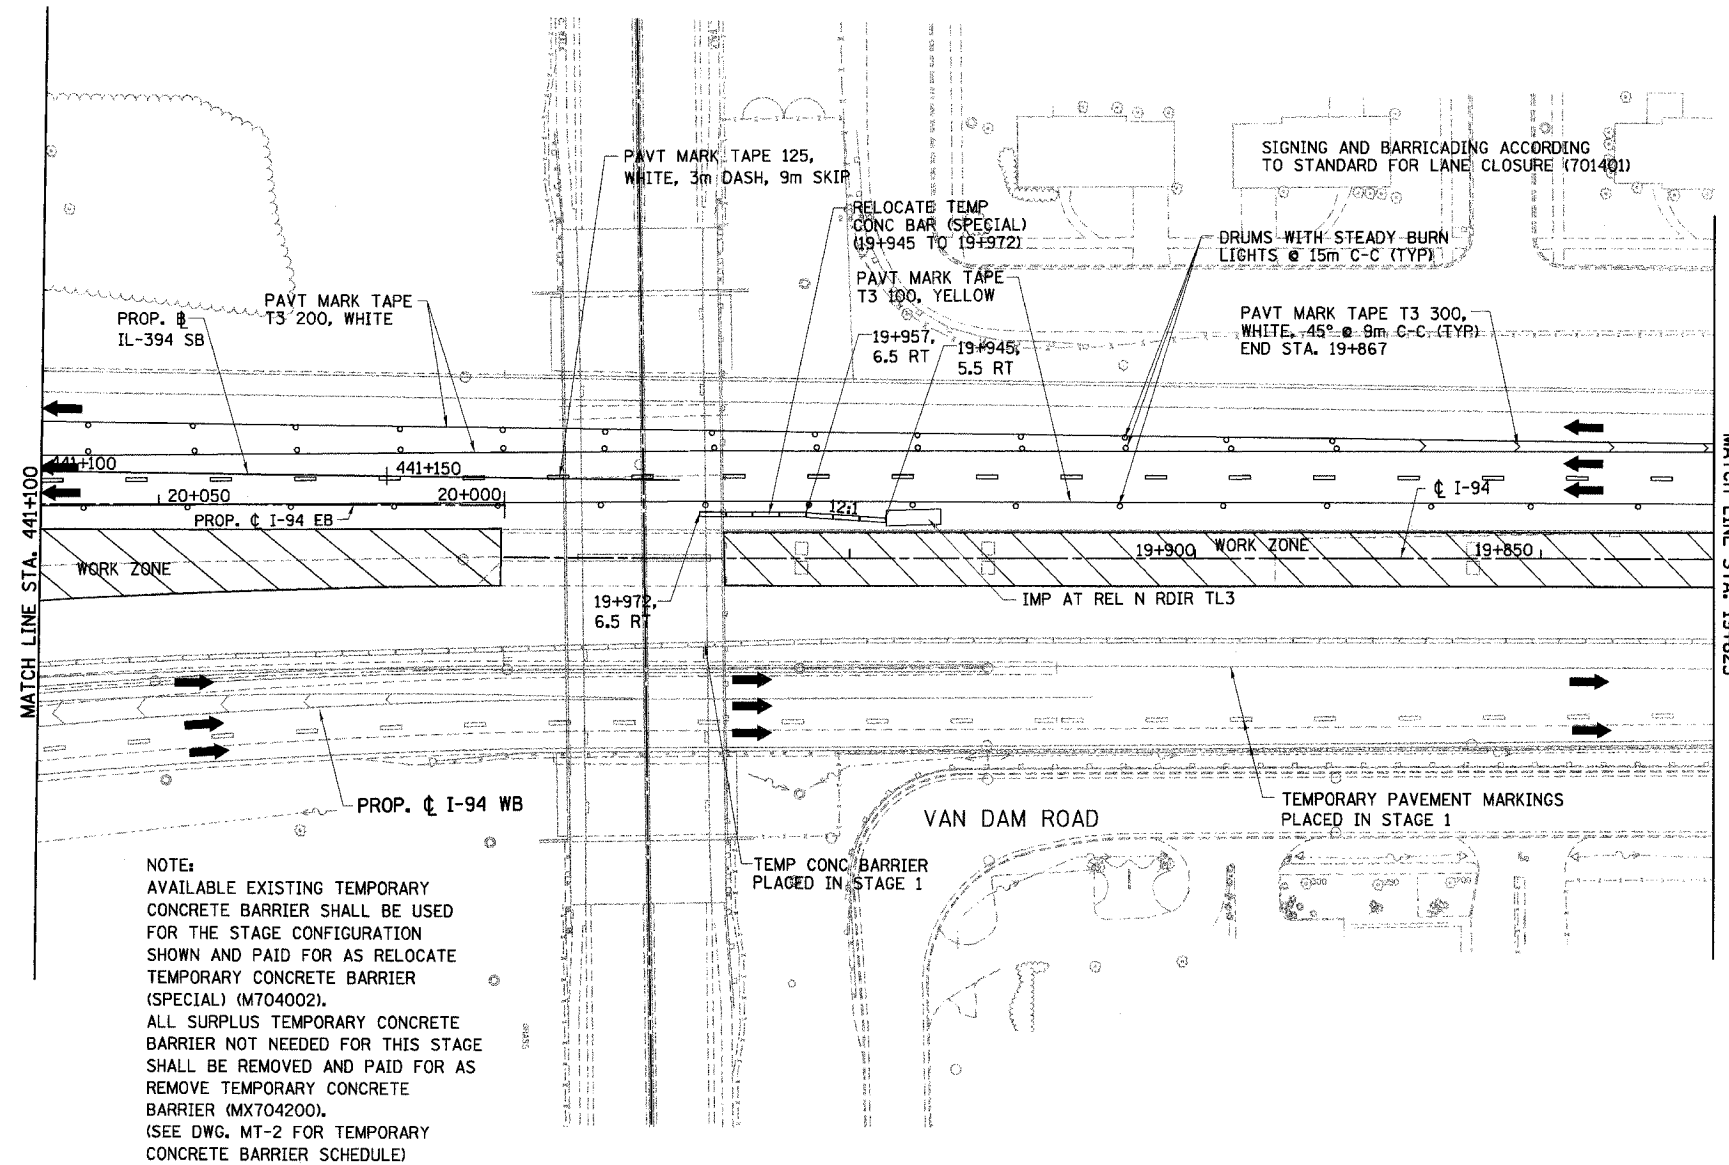 PAVT MARK TAPE 125,
WHITE, 3m DASH, 9m SKIP
SIGNING AND BARRICADING ACCORDING
TO STANDARD FOR LANE CLOSURE (701401)
RELOCATE TEMP
CONC BAR (SPECIAL)
(19+945 TO 19+972)
DRUMS WITH STEADY BURN
LIGHTS @ 15m C-C (TYP)
PAVT MARK TAPE
T3 100, YELLOW
PAVT MARK TAPE
T3 200, WHITE
PROP. ℄
IL-394 SB
PAVT MARK TAPE T3 300,
WHITE, 45° @ 9m C-C (TYP)
END STA. 19+867
19+957,
6.5 RT
19+945,
5.5 RT
441+100
441+150
20+050
20+000
PROP. ℄ I-94 EB
12:1
℄ I-94
WORK ZONE
19+900
WORK ZONE
19+850
19+972,
6.5 RT
IMP AT REL N RDIR TL3
MATCH LINE STA. 441+100
MATCH LINE STA.
PROP. ℄ I-94 WB
VAN DAM ROAD
TEMPORARY PAVEMENT MARKINGS
PLACED IN STAGE 1
TEMP CONC BARRIER
PLACED IN STAGE 1
NOTE:
AVAILABLE EXISTING TEMPORARY
CONCRETE BARRIER SHALL BE USED
FOR THE STAGE CONFIGURATION
SHOWN AND PAID FOR AS RELOCATE
TEMPORARY CONCRETE BARRIER
(SPECIAL) (M704002).
ALL SURPLUS TEMPORARY CONCRETE
BARRIER NOT NEEDED FOR THIS STAGE
SHALL BE REMOVED AND PAID FOR AS
REMOVE TEMPORARY CONCRETE
BARRIER (MX704200).
(SEE DWG. MT-2 FOR TEMPORARY
CONCRETE BARRIER SCHEDULE)